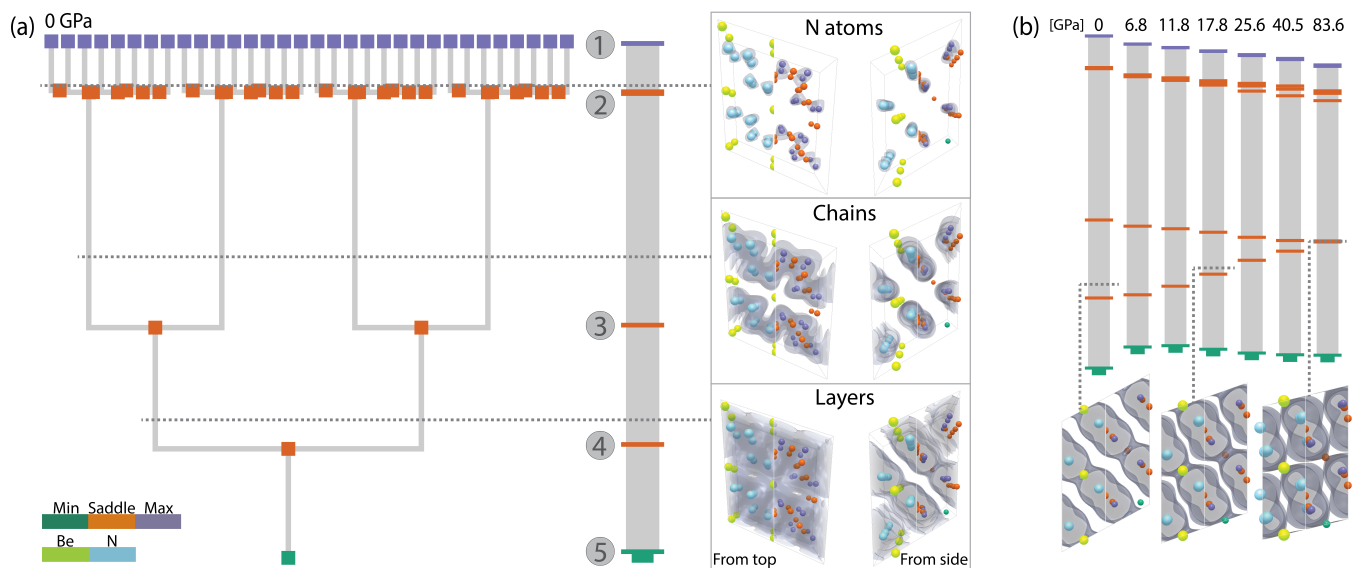 (a)
0 GPa
1
2
3
4
5
Min Saddle Max
Be N
N atoms
Chains
Layers
From top From side
(b)
[GPa] 0 6.8 11.8 17.8 25.6 40.5 83.6